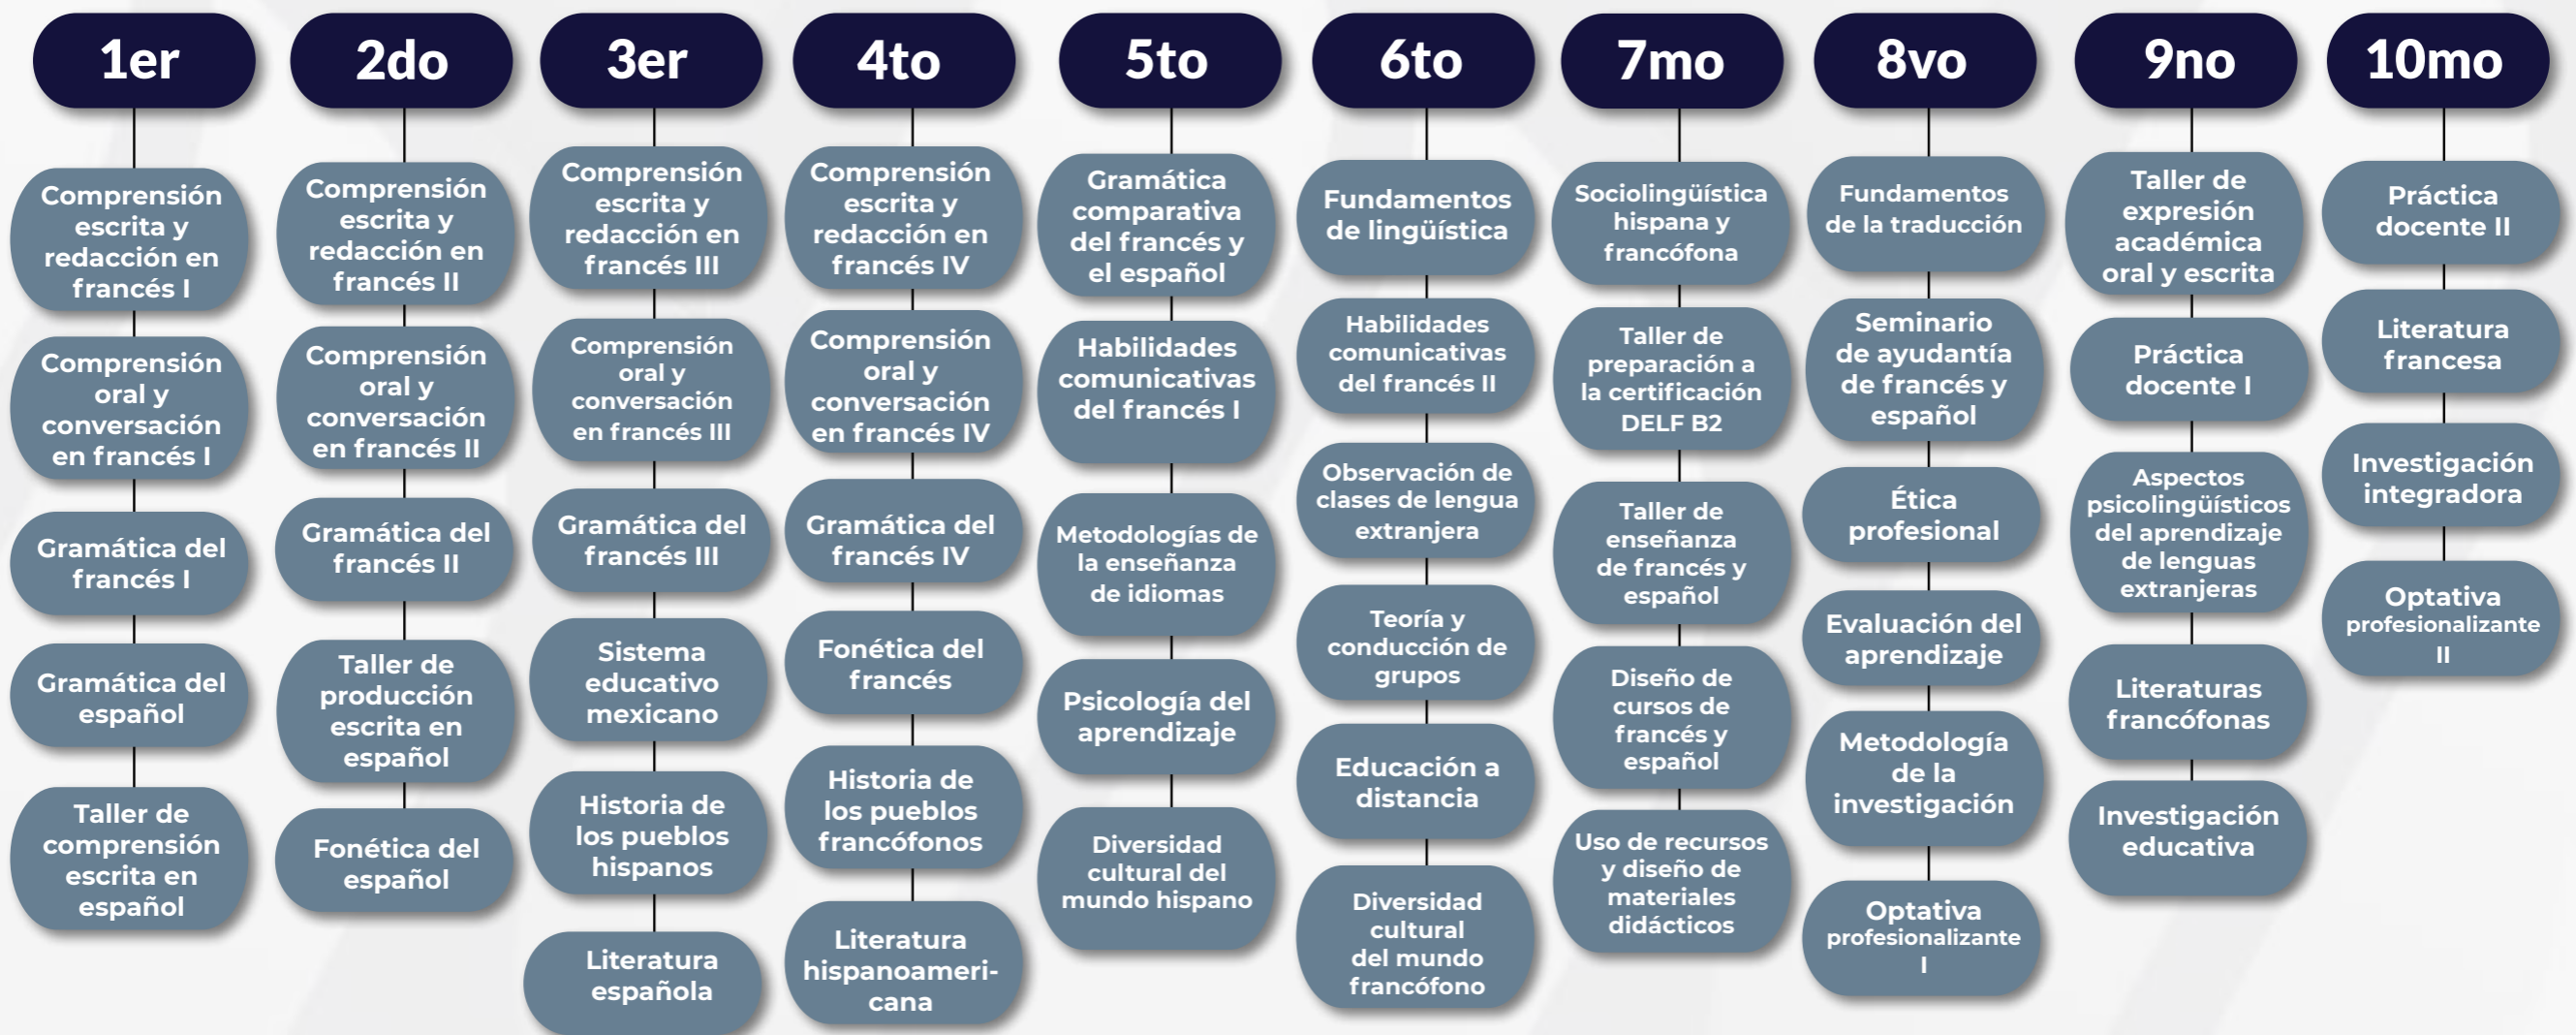 1er
Comprensión
escrita y
redacción en
francés I
Comprensión
oral y
conversación
en francés I
Gramática del
francés I
Gramática del
español
Taller de
comprensión
escrita en
español
2do
Comprensión
escrita y
redacción en
francés II
Comprensión
oral y
conversación
en francés II
Gramática del
francés II
Taller de
producción
escrita en
español
Fonética del
español
3er
Comprensión
escrita y
redacción en
francés III
Comprensión
oral y
conversación
en francés III
Gramática del
francés III
Sistema
educativo
mexicano
Historia de
los pueblos
hispanos
Literatura
española
4to
Comprensión
escrita y
redacción en
francés IV
Comprensión
oral y
conversación
en francés IV
Gramática del
francés IV
Fonética del
francés
Historia de
los pueblos
francófonos
Literatura
hispanoameri-
cana
5to
Gramática
comparativa
del francés y
el español
Habilidades
comunicativas
del francés I
Metodologías de
la enseñanza
de idiomas
Psicología del
aprendizaje
Diversidad
cultural del
mundo hispano
6to
Fundamentos
de lingüística
Habilidades
comunicativas
del francés II
Observación de
clases de lengua
extranjera
Teoría y
conducción de
grupos
Educación a
distancia
Diversidad
cultural
del mundo
francófono
7mo
Sociolingüística
hispana y
francófona
Taller de
preparación a
la certificación
DELF B2
Taller de
enseñanza
de francés y
español
Diseño de
cursos de
francés y
español
Uso de recursos
y diseño de
materiales
didácticos
8vo
Fundamentos
de la traducción
Seminario
de ayudantía
de francés y
español
Ética
profesional
Evaluación del
aprendizaje
Metodología
de la
investigación
Optativa
profesionalizante
I
9no
Taller de
expresión
académica
oral y escrita
Práctica
docente I
Aspectos
psicolingüísticos
del aprendizaje
de lenguas
extranjeras
Literaturas
francófonas
Investigación
educativa
10mo
Práctica
docente II
Literatura
francesa
Investigación
integradora
Optativa
profesionalizante
II